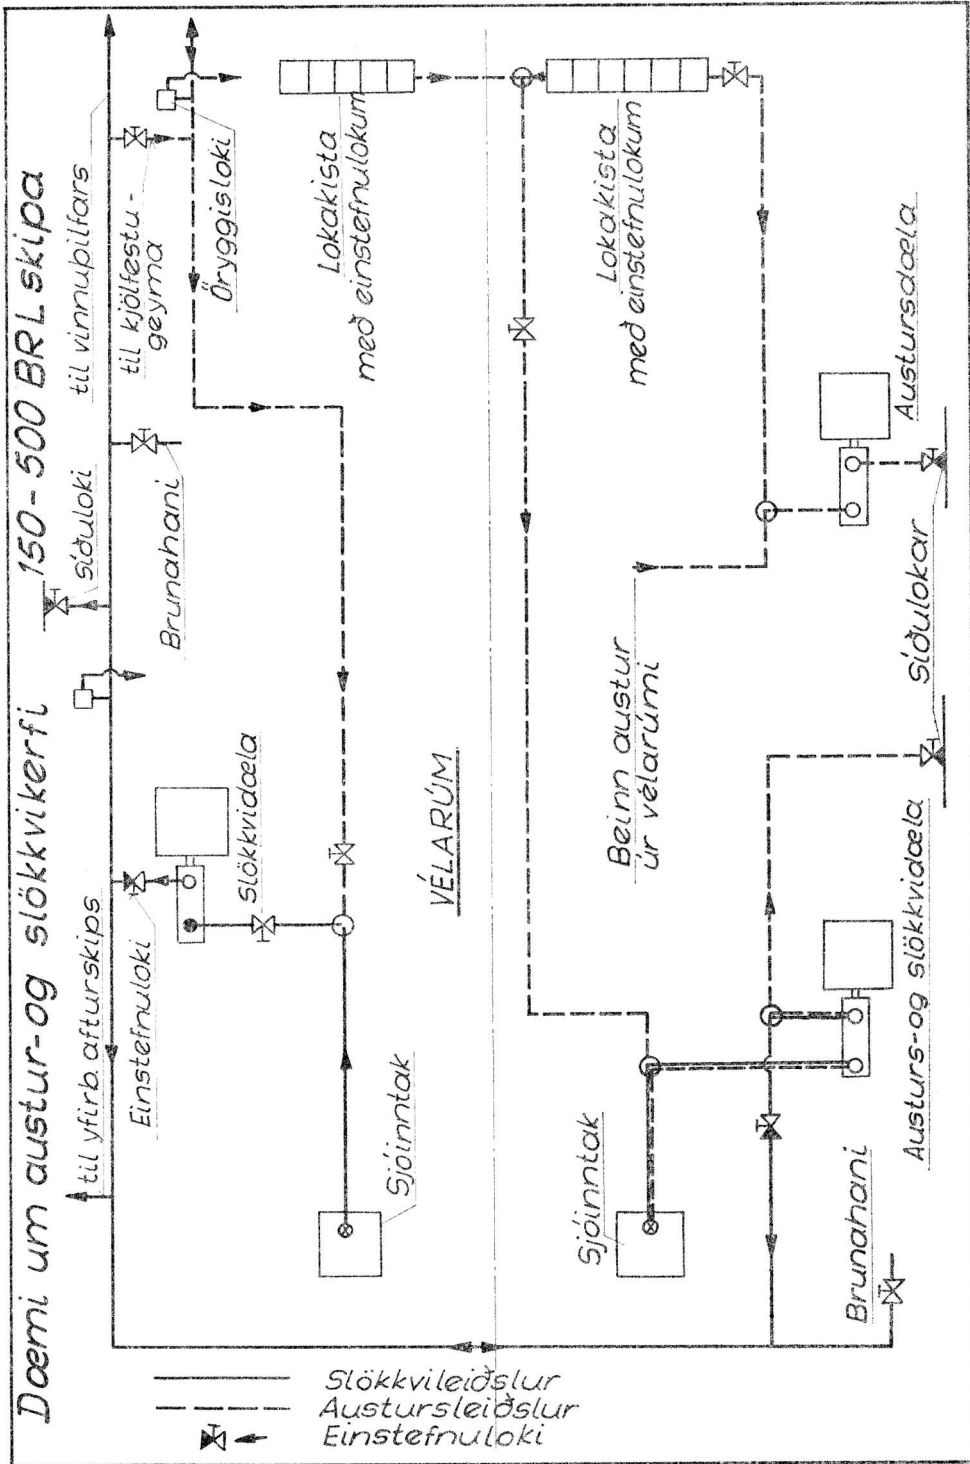 Dæmi um austur-og slökkvikerfi 150-500 BRL skipa
til yfirb. afturskips
Einstefnuloki
Slökkvidæla
Síðuloki
Brunahani
til vinnupilfars
til kjölfestu-
geyma
Öryggisloki
Sjóinntak
VÉLARÚM
Lokakista
með einstefnulokum
Lokakista
með einstefnulokum
Sjóinntak
Beinn austur
úr vélarúmi
Austursdæla
Brunahani
Austurs-og slökkvidæla
Síðulokar
Slökkvileiðslur
Austursleiðslur
Einstefnuloki